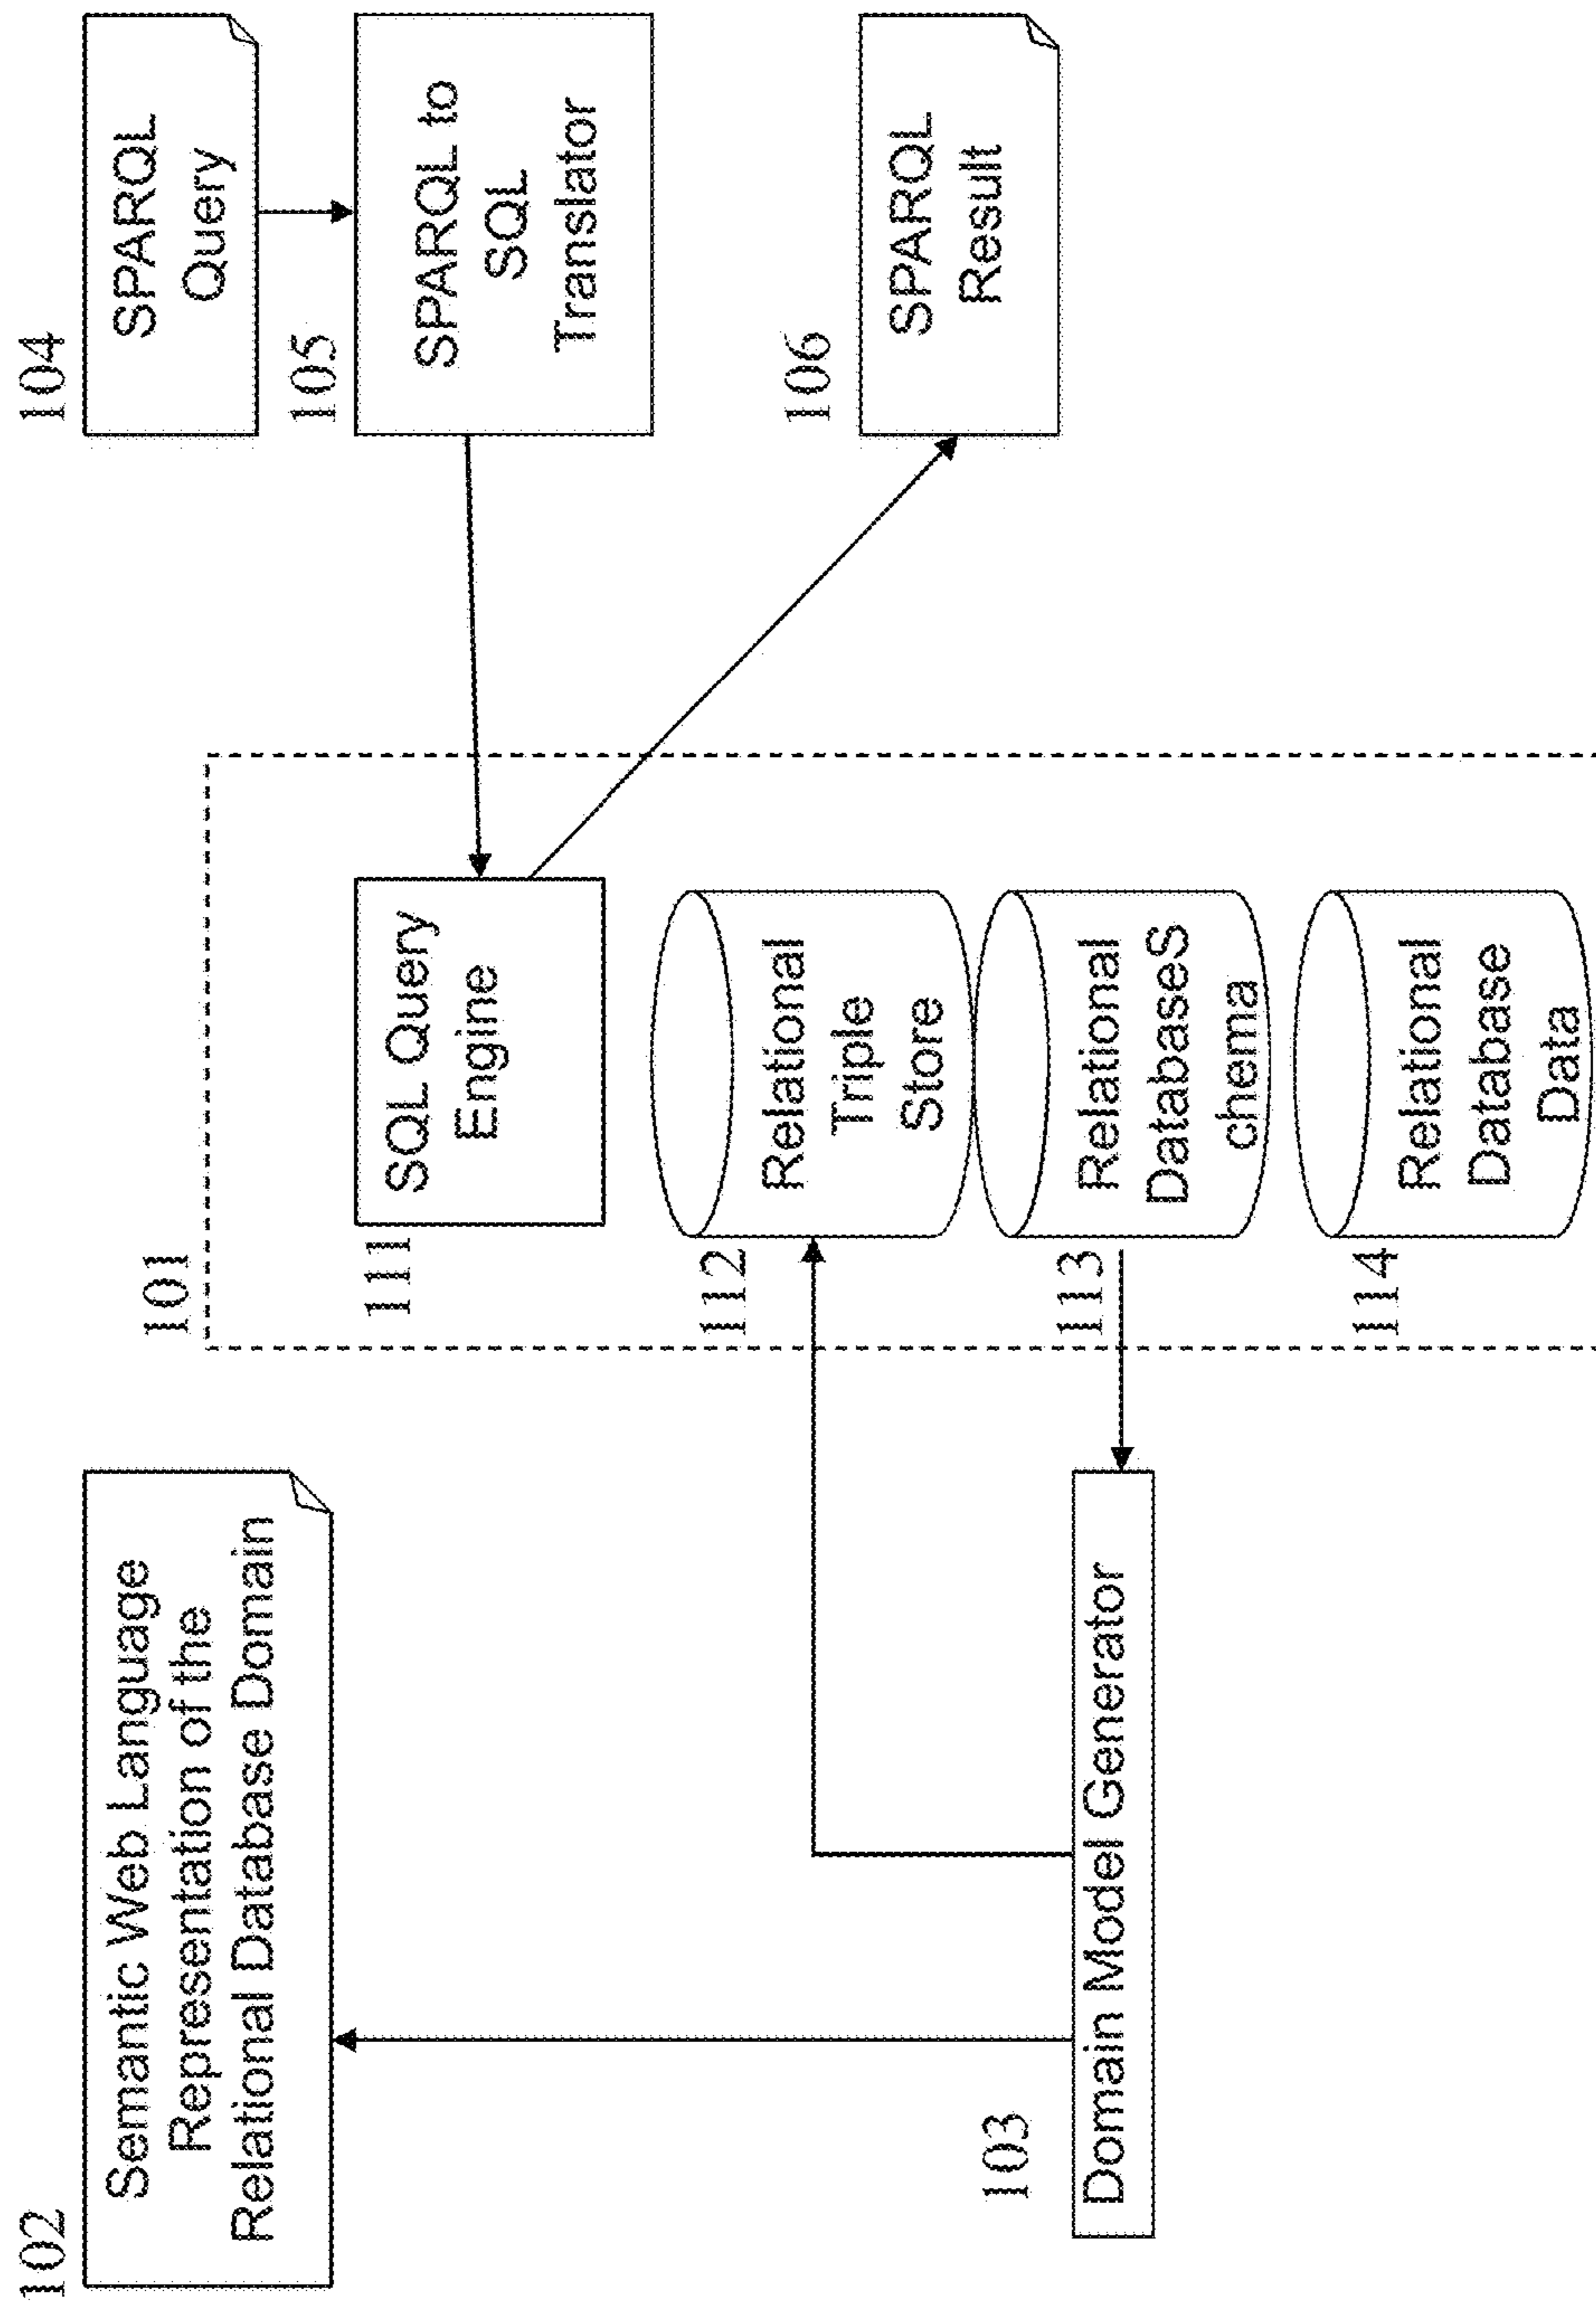 102
Semantic Web Language
Representation of the
Relational Database Domain
103
Domain Model Generator
101
111
SQL Query
Engine
112
Relational
Triple
Store
113
Relational
DatabaseS
chema
114
Relational
Database
Data
104
SPARQL
Query
105
SPARQL to
SQL
Translator
106
SPARQL
Result